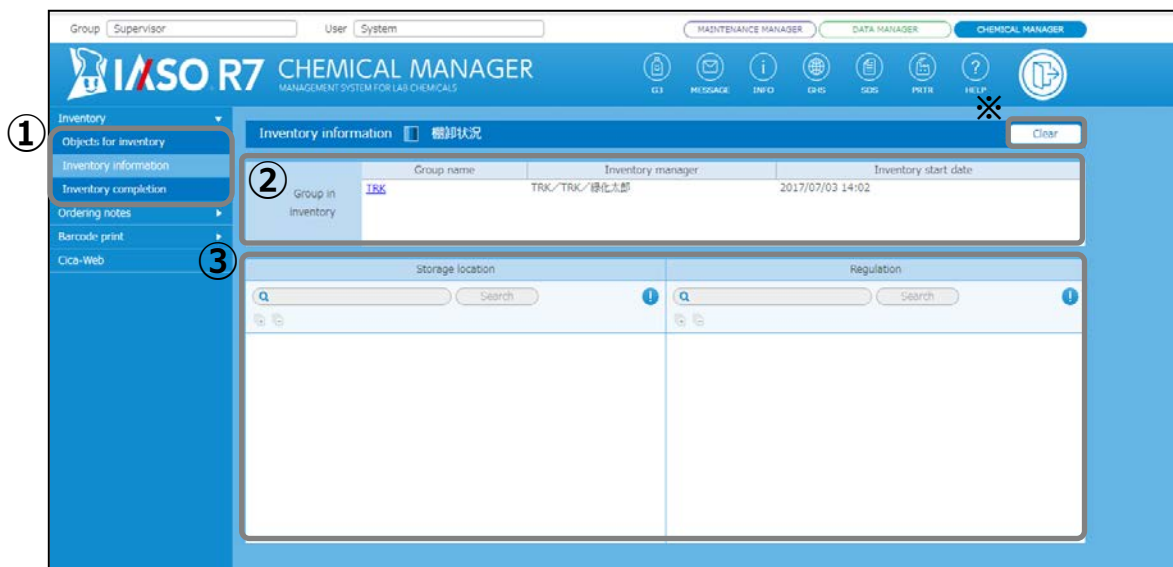 Group Supervisor User System MAINTENANCE MANAGER DATA MANAGER CHEMICAL MANAGER
IASO R7 CHEMICAL MANAGER
MANAGEMENT SYSTEM FOR LAB CHEMICALS
G3 MESSAGE INFO GHS SDS PRTR HELP
※
Inventory
①
Objects for inventory
Inventory information
Inventory completion
Ordering notes
Barcode print
Cica-Web
Inventory information 棚卸状況 Clear
②
Group name Inventory manager Inventory start date
Group in inventory
TRK TRK／TRK／緑化太郎 2017/07/03 14:02
③
Storage location Regulation
Search Search